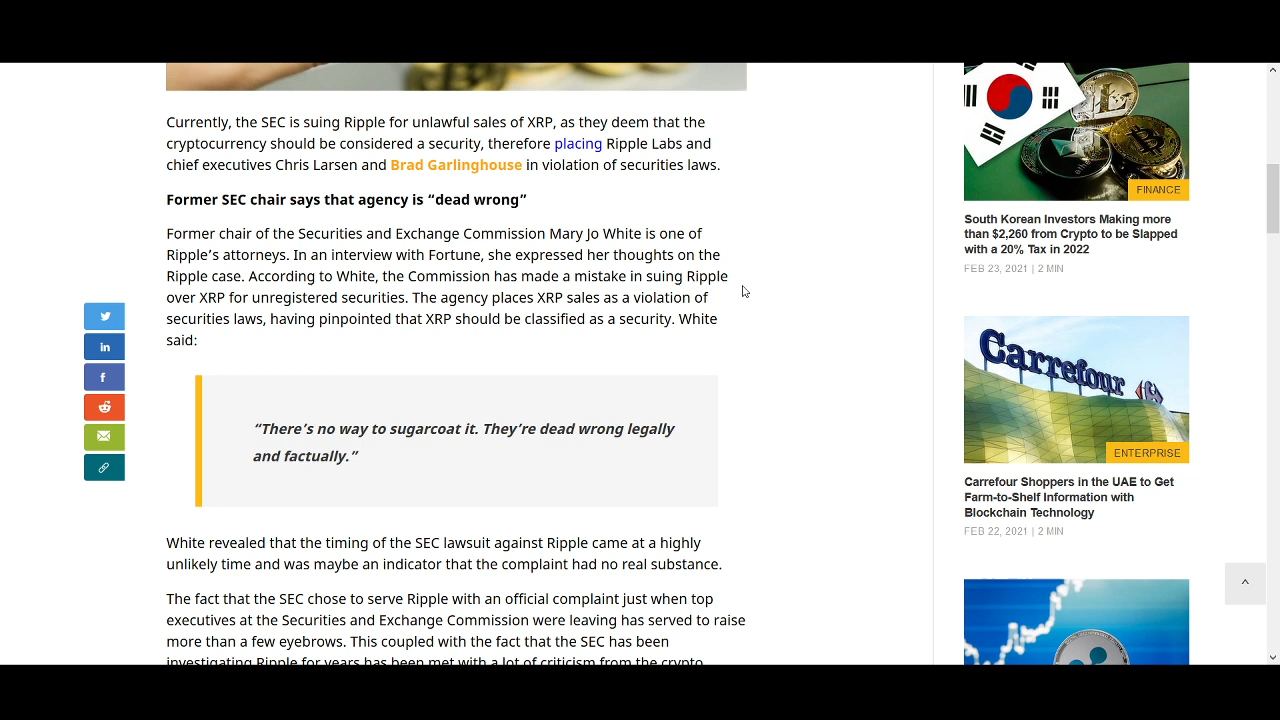 Currently, the SEC is suing Ripple for unlawful sales of XRP, as they deem that the
cryptocurrency should be considered a security, therefore placing Ripple Labs and
chief executives Chris Larsen and Brad Garlinghouse in violation of securities laws.
Former SEC chair says that agency is “dead wrong”
Former chair of the Securities and Exchange Commission Mary Jo White is one of
Ripple’s attorneys. In an interview with Fortune, she expressed her thoughts on the
Ripple case. According to White, the Commission has made a mistake in suing Ripple
over XRP for unregistered securities. The agency places XRP sales as a violation of
securities laws, having pinpointed that XRP should be classified as a security. White
said:
“There’s no way to sugarcoat it. They’re dead wrong legally
and factually.”
White revealed that the timing of the SEC lawsuit against Ripple came at a highly
unlikely time and was maybe an indicator that the complaint had no real substance.
The fact that the SEC chose to serve Ripple with an official complaint just when top
executives at the Securities and Exchange Commission were leaving has served to raise
more than a few eyebrows. This coupled with the fact that the SEC has been
investigating Ripple for years has been met with a lot of criticism from the crypto
FINANCE
South Korean Investors Making more
than $2,260 from Crypto to be Slapped
with a 20% Tax in 2022
FEB 23, 2021 | 2 MIN
Carrefour
ENTERPRISE
Carrefour Shoppers in the UAE to Get
Farm-to-Shelf Information with
Blockchain Technology
FEB 22, 2021 | 2 MIN